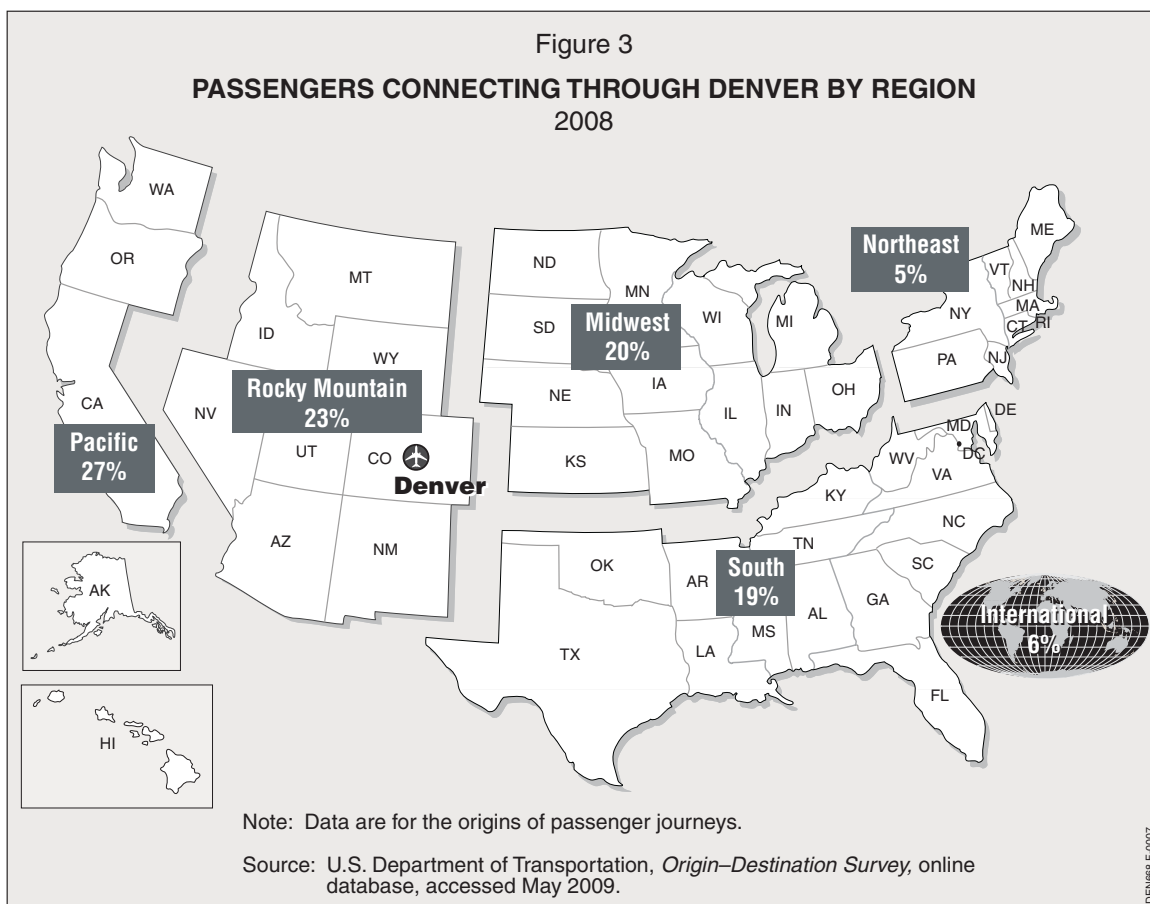 Figure 3
PASSENGERS CONNECTING THROUGH DENVER BY REGION
2008
WA
OR
CA
Pacific
27%
MT
ID
WY
NV
Rocky Mountain
23%
UT
CO
Denver
AZ
NM
ND
MN
SD
WI
MI
Midwest
20%
NE
IA
IL
IN
OH
KS
MO
Northeast
5%
ME
VT
NH
MA
NY
CT
RI
PA
NJ
DE
MD
DC
WV
VA
KY
NC
TN
OK
AR
South
19%
SC
GA
AL
MS
TX
LA
FL
International
6%
AK
HI
Note: Data are for the origins of passenger journeys.
Source: U.S. Department of Transportation, Origin–Destination Survey, online
database, accessed May 2009.